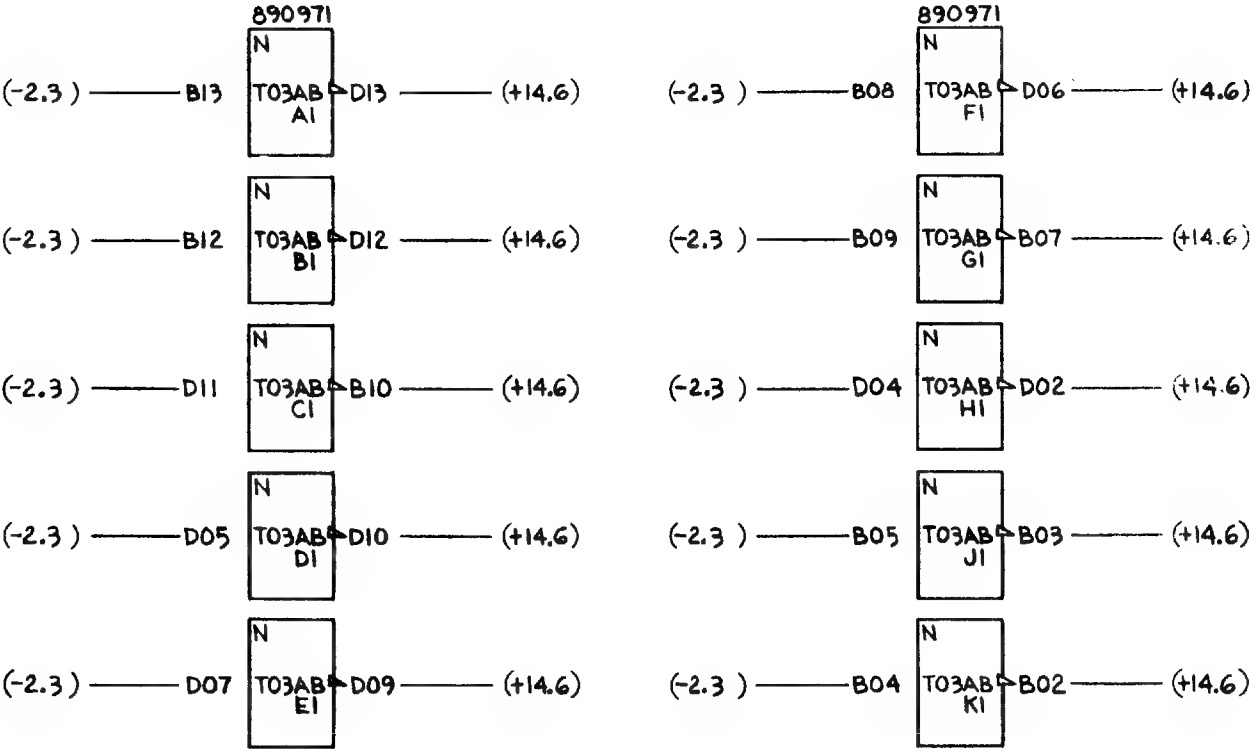 890971
N
(-2.3) B13 T03AB D13 (+14.6)
A1
N
(-2.3) B12 T03AB D12 (+14.6)
B1
N
(-2.3) D11 T03AB B10 (+14.6)
C1
N
(-2.3) D05 T03AB D10 (+14.6)
D1
N
(-2.3) D07 T03AB D09 (+14.6)
E1
890971
N
(-2.3) B08 T03AB D06 (+14.6)
F1
N
(-2.3) B09 T03AB B07 (+14.6)
G1
N
(-2.3) D04 T03AB D02 (+14.6)
H1
N
(-2.3) B05 T03AB B03 (+14.6)
J1
N
(-2.3) B04 T03AB B02 (+14.6)
K1